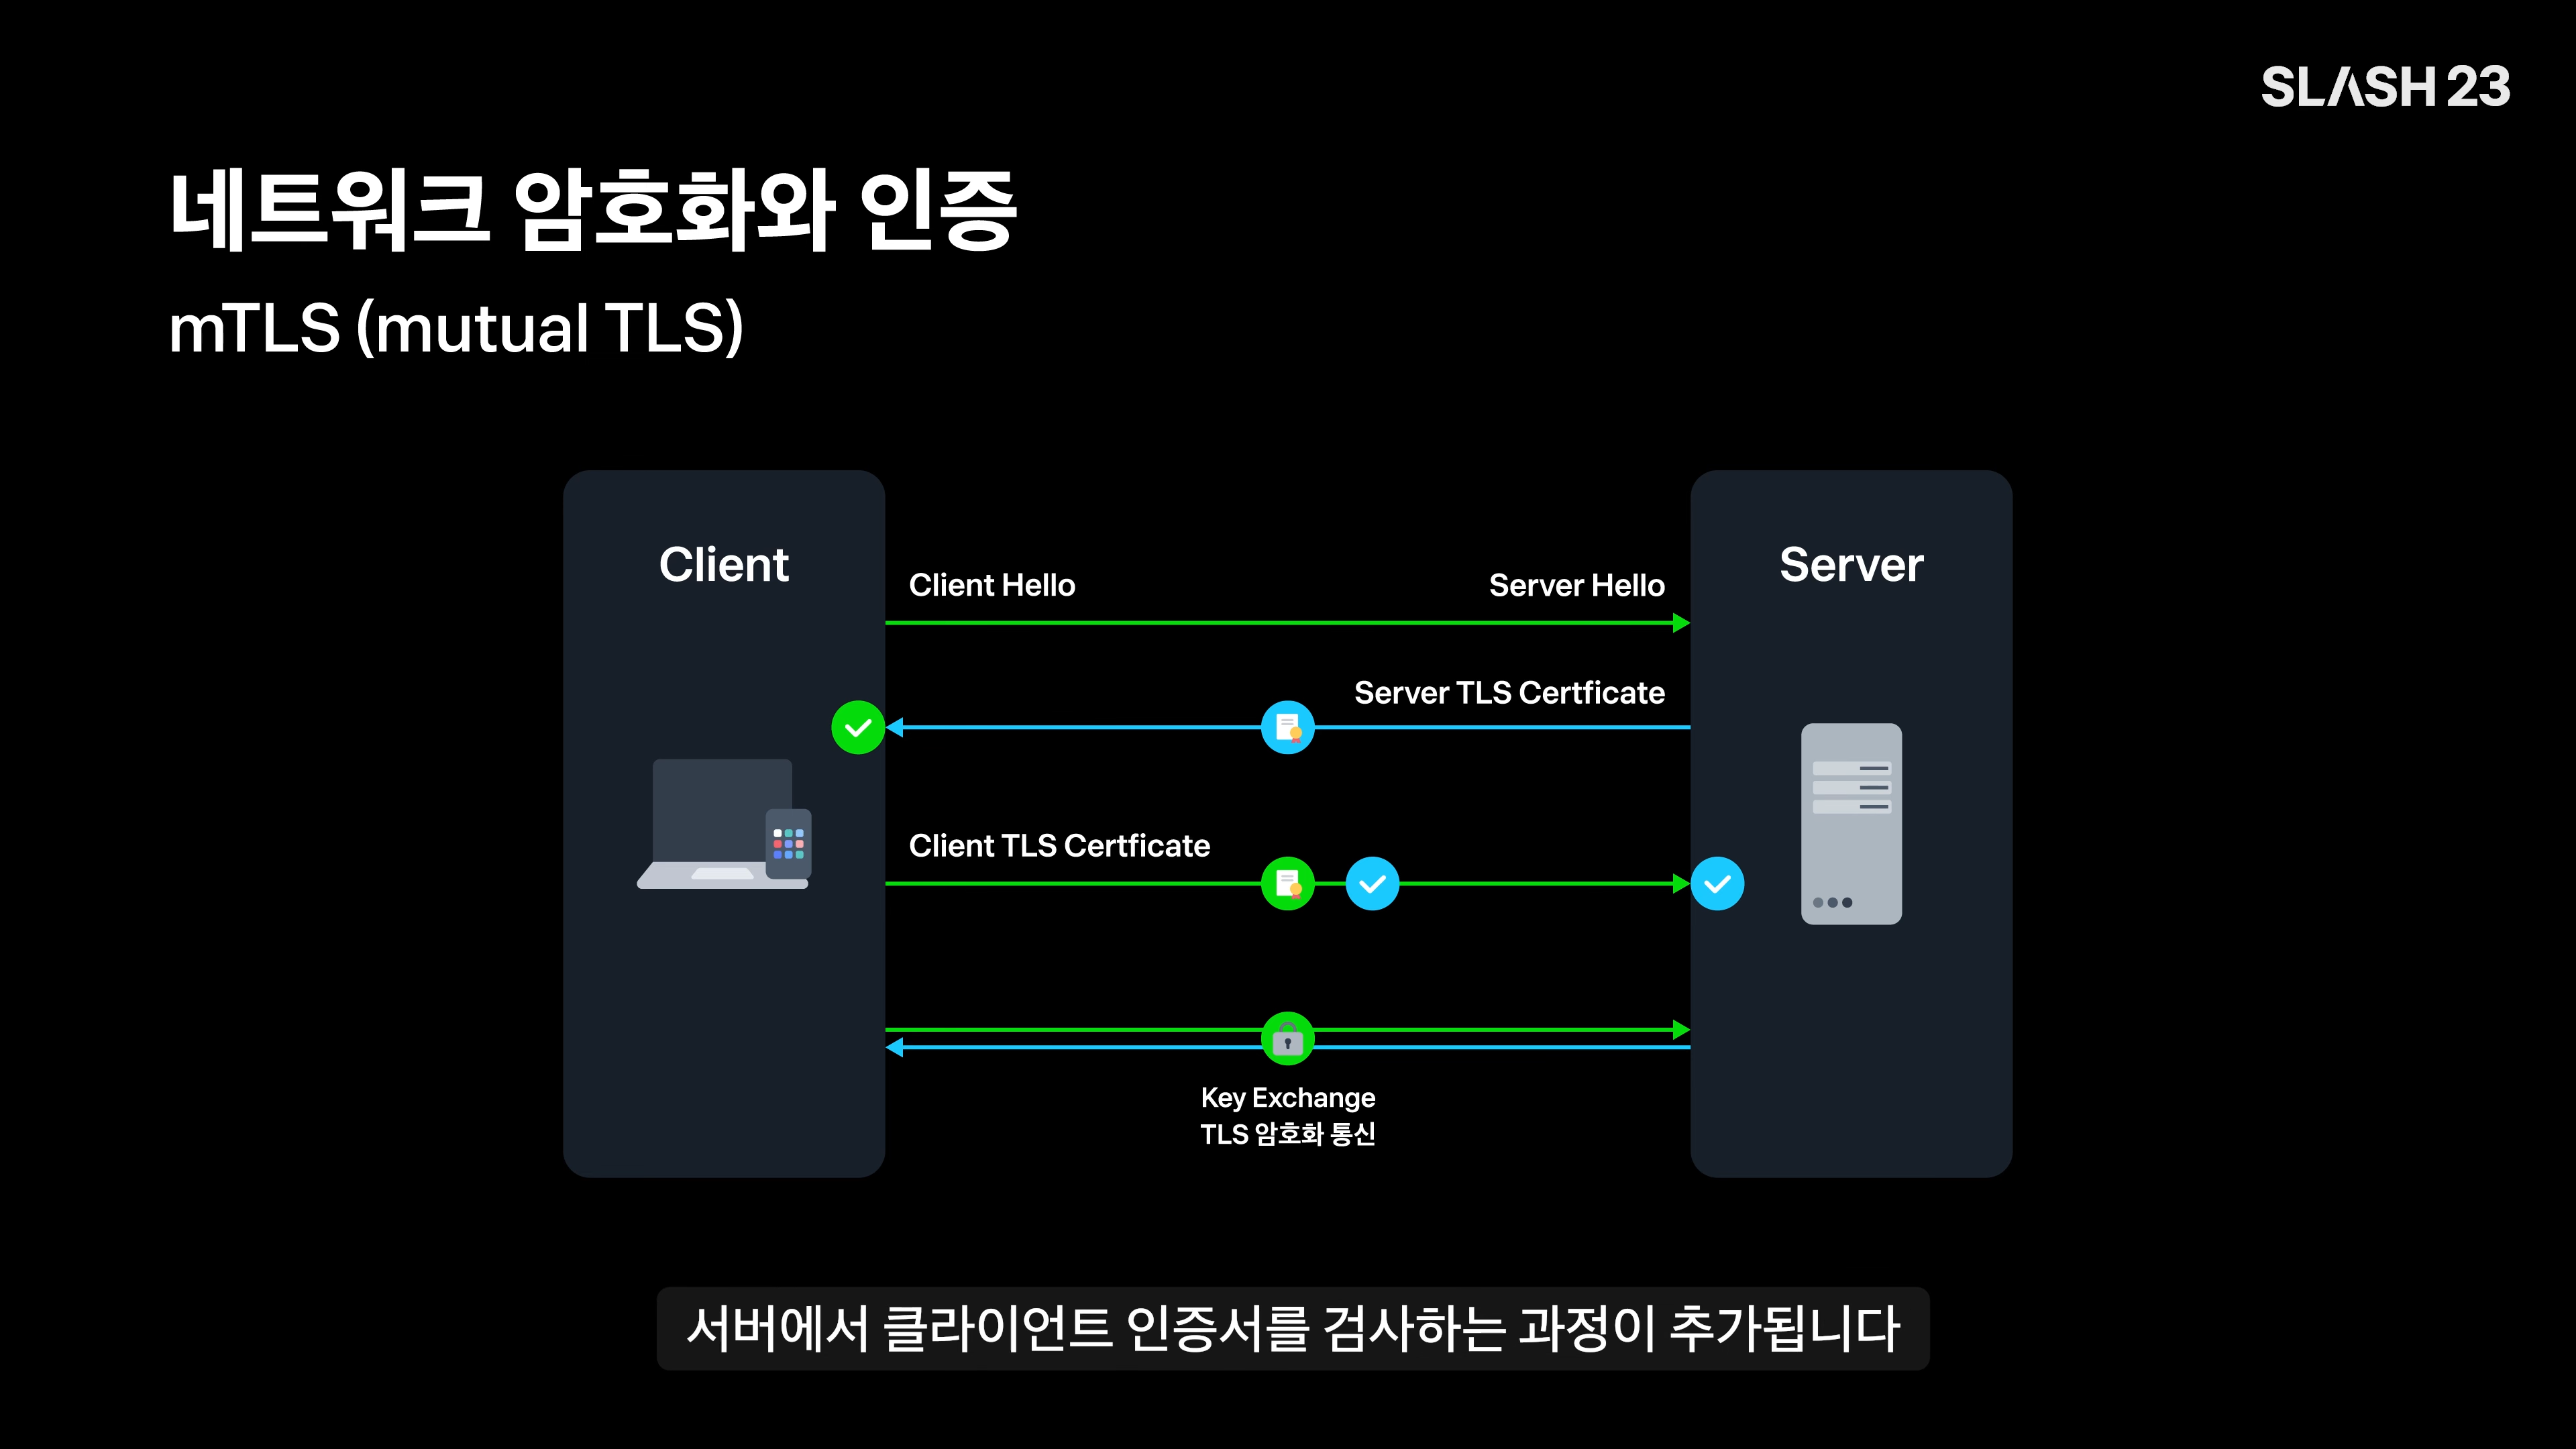 SLASH 23
네트워크 암호화와 인증
mTLS (mutual TLS)
Client
Server
Client Hello
Server Hello
Server TLS Certficate
Client TLS Certficate
Key Exchange
TLS 암호화 통신
서버에서 클라이언트 인증서를 검사하는 과정이 추가됩니다